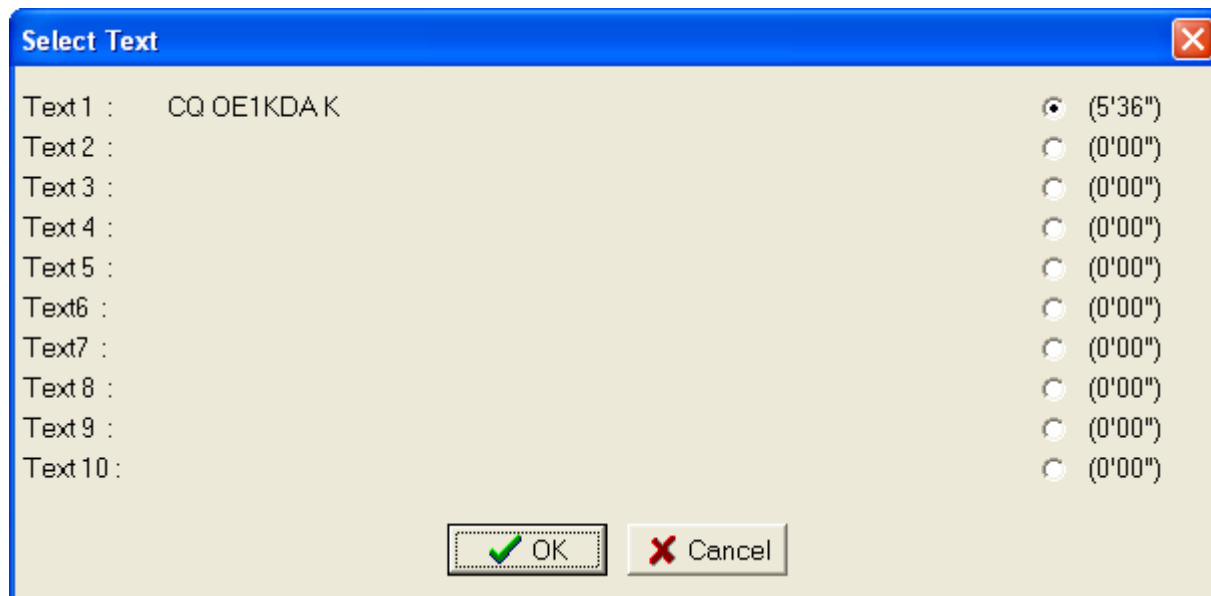 Select Text
Text 1 : CQ OE1KDA K (5'36")
Text 2 : (0'00")
Text 3 : (0'00")
Text 4 : (0'00")
Text 5 : (0'00")
Text6 : (0'00")
Text7 : (0'00")
Text 8 : (0'00")
Text 9 : (0'00")
Text 10 : (0'00")
OK Cancel